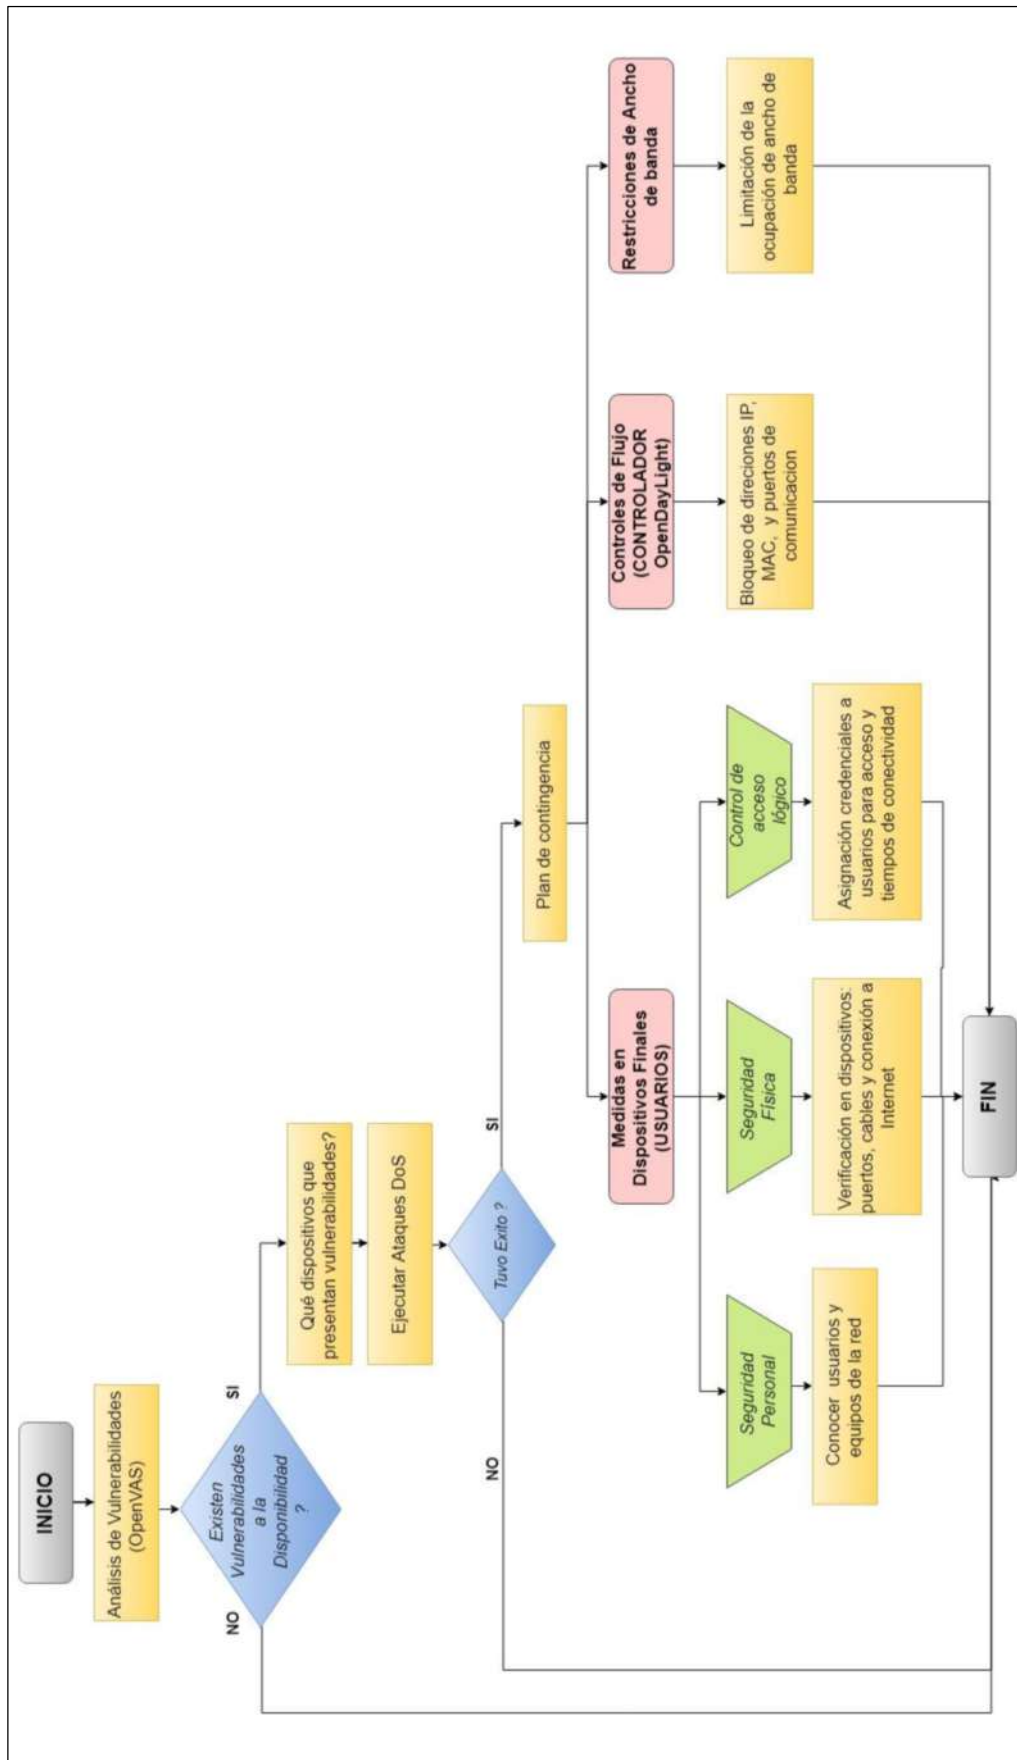 INICIO
Análisis de Vulnerabilidades
(OpenVAS)
Existen
Vulnerabilidades
a la
Disponibilidad
?
NO
SI
Qué dispositivos que
presentan vulnerabilidades?
Ejecutar Ataques DoS
Tuvo Exito ?
NO
SI
Plan de contingencia
Medidas en
Dispositivos Finales
(USUARIOS)
Controles de Flujo
(CONTROLADOR
OpenDayLight)
Restricciones de Ancho
de banda
Seguridad
Personal
Seguridad
Física
Control de
acceso
lógico
Bloqueo de direciones IP,
MAC, y puertos de
comunicacion
Limitación de la
ocupación de ancho de
banda
Conocer usuarios y
equipos de la red
Verificación en dispositivos:
puertos, cables y conexión a
Internet
Asignación credenciales a
usuarios para acceso y
tiempos de conectividad
FIN